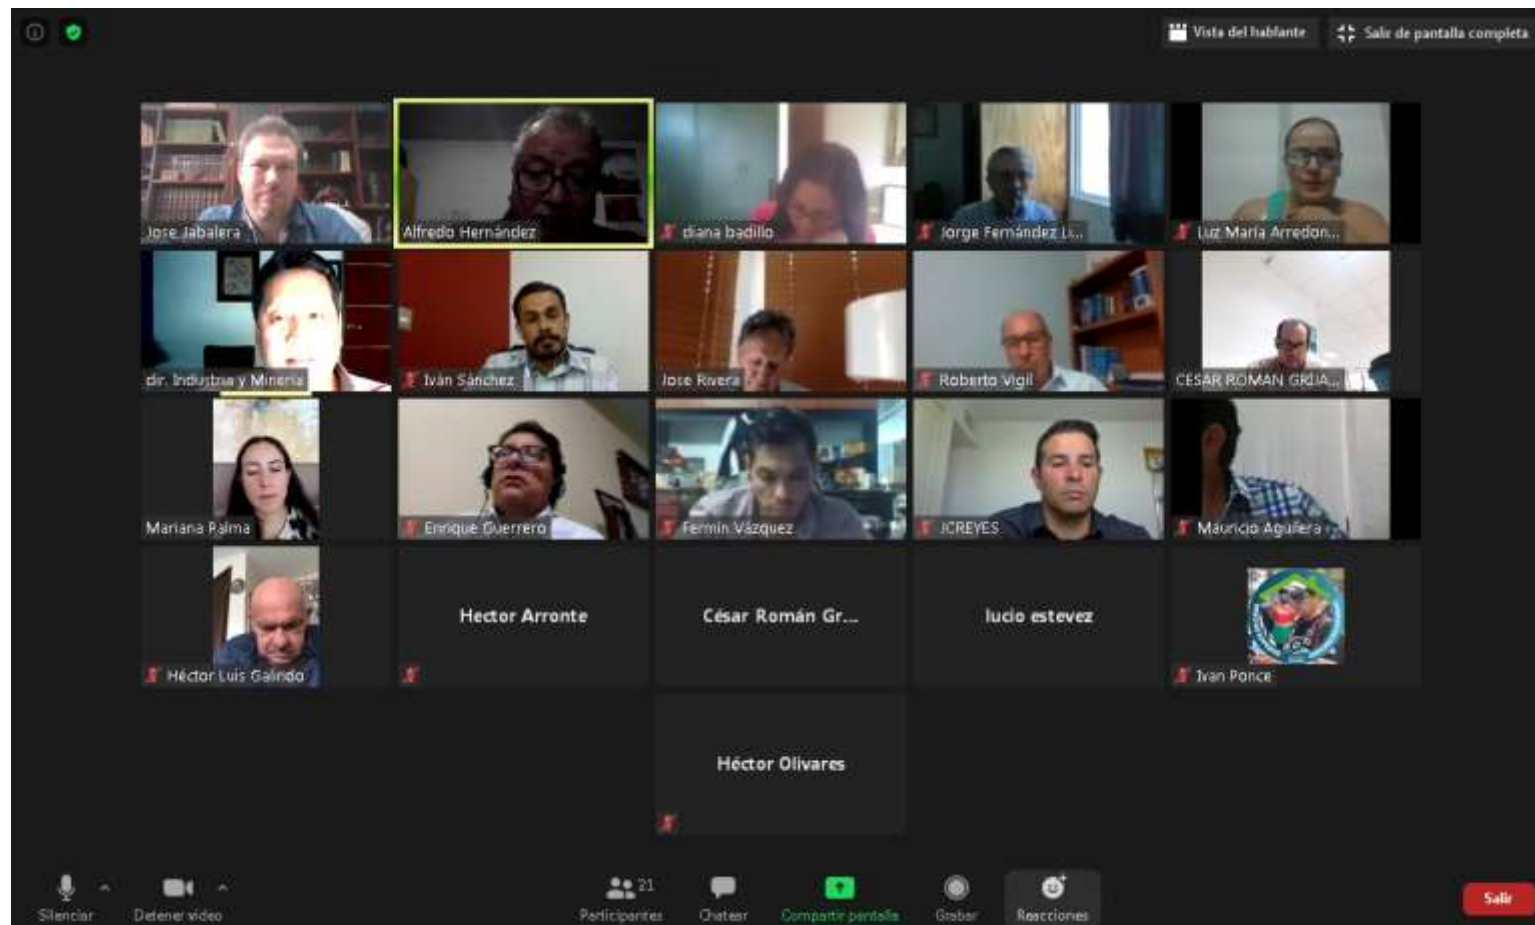 Vista del hablante
Salir de pantalla completa
Jose Jabalera
Alfredo Hernández
diana badillo
Jorge Fernández Li...
Luz María Arredon...
dir. Industria y Minería
Iván Sánchez
Jose Rivera
Roberto Vigil
CESAR ROMAN GRIJA...
Mariana Palma
Enrique Guerrero
Fermín Vázquez
JCREYES
Mauricio Aguilera
Héctor Luis Galindo
Hector Arronte
César Román Gr...
lucio estevez
Ivan Ponce
Héctor Olivares
Silenciar
Detener video
21
Participantes
Chatear
Compartir pantalla
Grabar
Reacciones
Salir